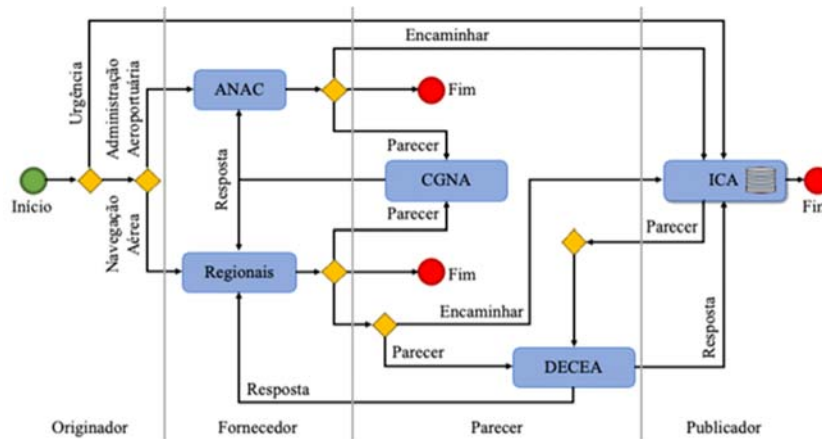 Encaminhar
Urgência
Administração
Aeroportuária
ANAC
Fim
Parecer
Resposta
CGNA
ICA
Início
Fim
Navegação
Aérea
Parecer
Parecer
Regionais
Fim
Encaminhar
Parecer
DECEA
Resposta
Resposta
Originador
Fornecedor
Parecer
Publicador